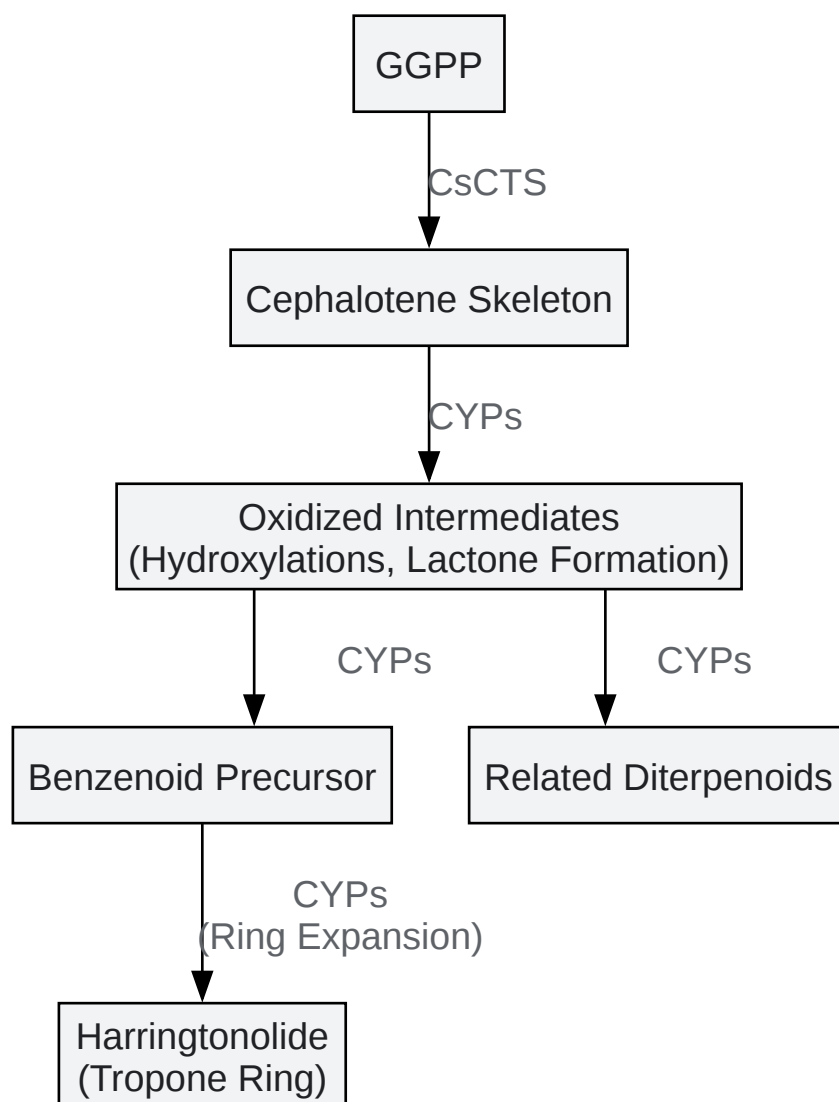 GGPP
CsCTS
Cephalotene Skeleton
CYPs
Oxidized Intermediates
(Hydroxylations, Lactone Formation)
CYPs
CYPs
Benzenoid Precursor
Related Diterpenoids
CYPs
(Ring Expansion)
Harringtonolide
(Tropone Ring)